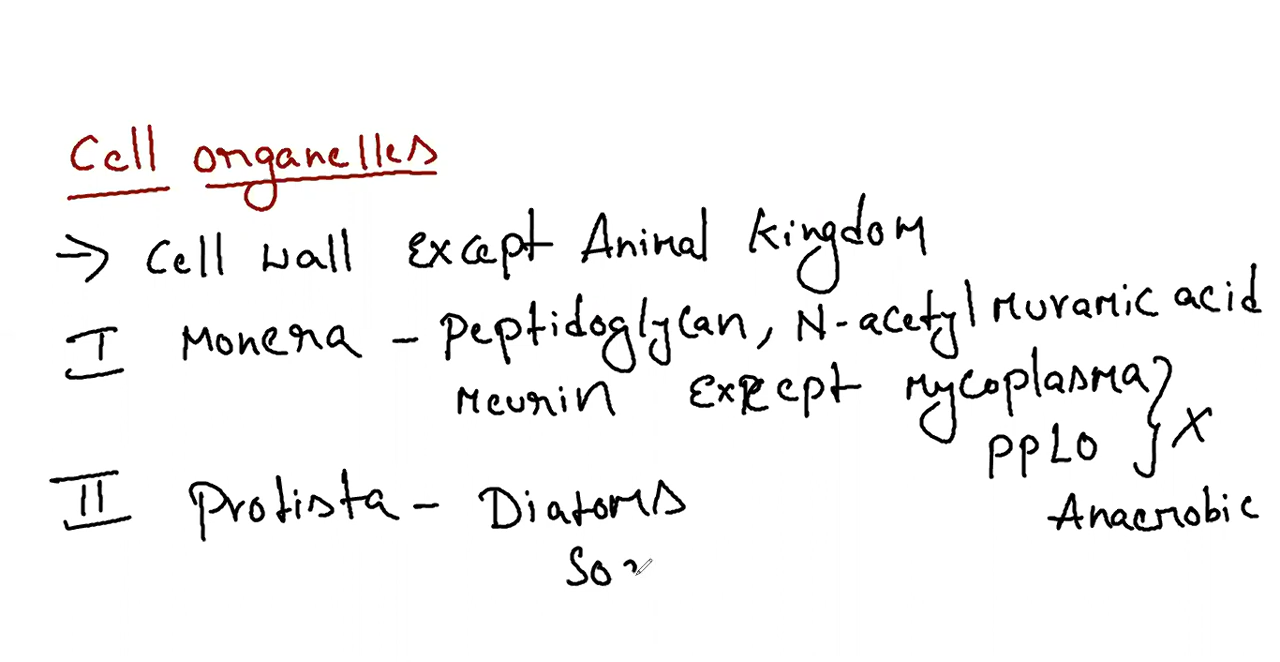 Cell organelles
→ Cell wall except Animal Kingdom
I Monera - Peptidoglycan, N-acetyl muramic acid
meurin except mycoplasma } X
PPLO
II Protista - Diatoms
Anaerobic
So